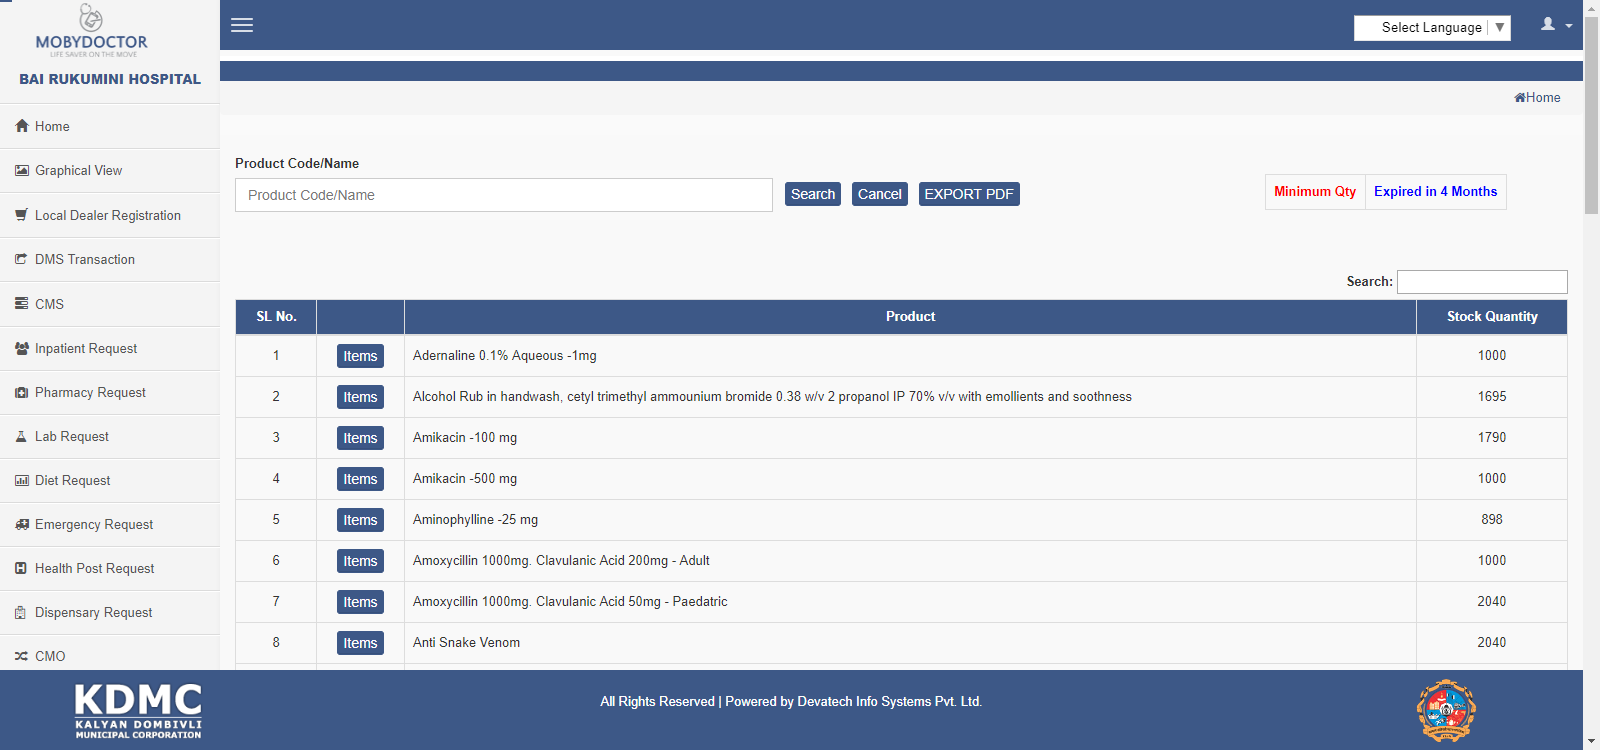 MOBYDOCTOR
LIFE SAVER ON THE MOVE
BAI RUKUMINI HOSPITAL
Home
Graphical View
Local Dealer Registration
DMS Transaction
CMS
Inpatient Request
Pharmacy Request
Lab Request
Diet Request
Emergency Request
Health Post Request
Dispensary Request
CMO
Select Language ▼
Home
Product Code/Name
Product Code/Name
Search Cancel EXPORT PDF
Minimum Qty Expired in 4 Months
Search:
SL No. Product Stock Quantity
1 Items Adernaline 0.1% Aqueous -1mg 1000
2 Items Alcohol Rub in handwash, cetyl trimethyl ammounium bromide 0.38 w/v 2 propanol IP 70% v/v with emollients and soothness 1695
3 Items Amikacin -100 mg 1790
4 Items Amikacin -500 mg 1000
5 Items Aminophylline -25 mg 898
6 Items Amoxycillin 1000mg. Clavulanic Acid 200mg - Adult 1000
7 Items Amoxycillin 1000mg. Clavulanic Acid 50mg - Paedatric 2040
8 Items Anti Snake Venom 2040
KDMC
KALYAN DOMBIVLI
MUNICIPAL CORPORATION
All Rights Reserved | Powered by Devatech Info Systems Pvt. Ltd.